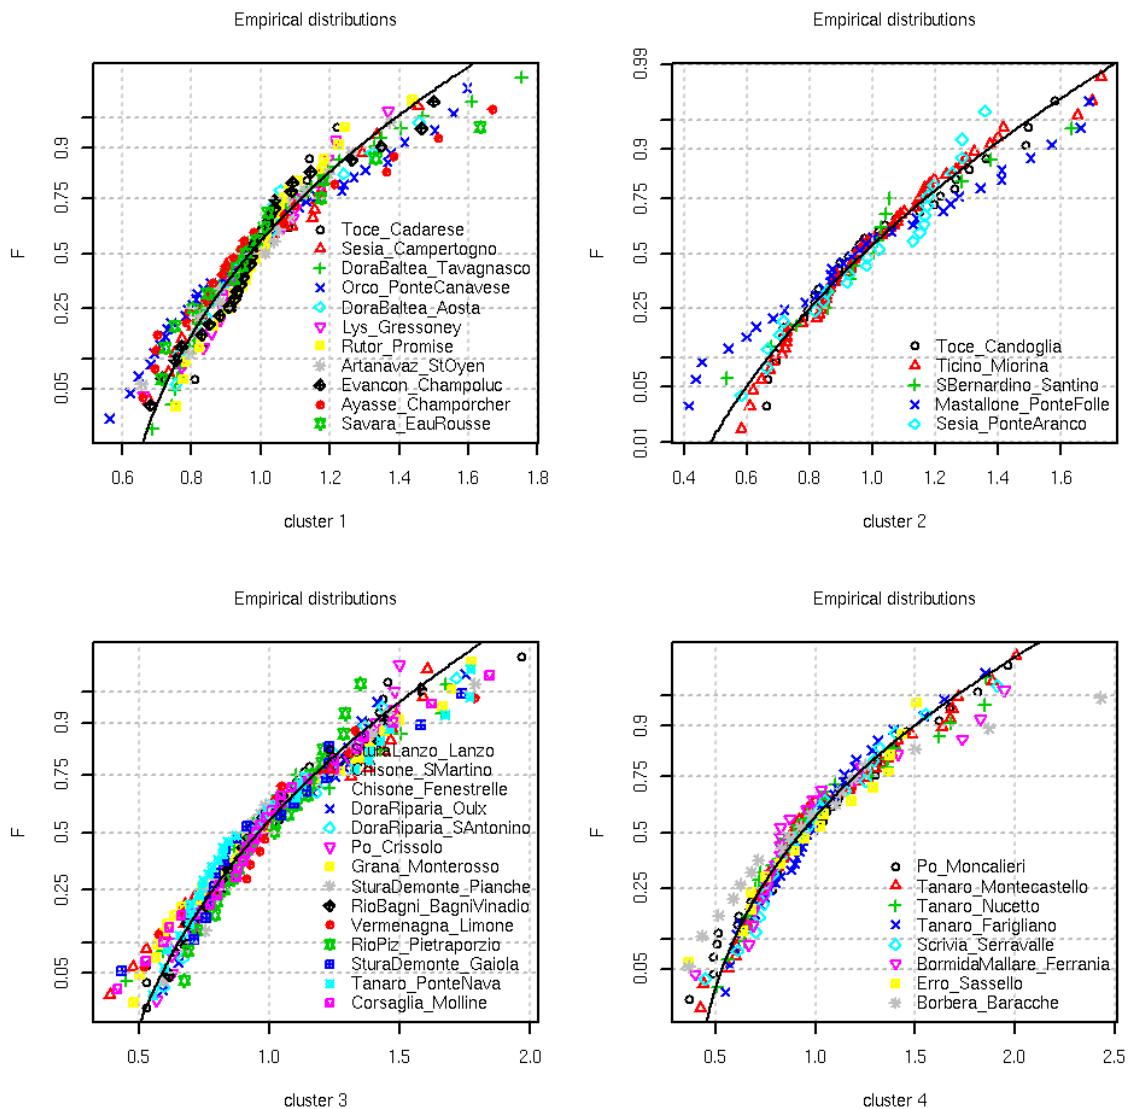 Empirical distributions
F
0.05
0.25
0.5
0.75
0.9
Toce_Cadarese
Sesia_Campertogno
DoraBaltea_Tavagnasco
Orco_PonteCanavese
DoraBaltea_Aosta
Lys_Gressoney
Rutor_Promise
Artanavaz_StOyen
Evancon_Champoluc
Ayasse_Champorcher
Savara_EauRousse
0.6 0.8 1.0 1.2 1.4 1.6 1.8
cluster 1
Empirical distributions
F
0.01
0.05
0.25
0.5
0.75
0.9
0.99
Toce_Candoglia
Ticino_Miorina
SBernardino_Santino
Mastallone_PonteFolle
Sesia_PonteAranco
0.4 0.6 0.8 1.0 1.2 1.4 1.6
cluster 2
Empirical distributions
F
0.05
0.25
0.5
0.75
0.9
SturaLanzo_Lanzo
Chisone_SMartino
Chisone_Fenestrelle
DoraRiparia_Oulx
DoraRiparia_SAntonino
Po_Crissolo
Grana_Monterosso
SturaDemonte_Pianche
RioBagni_BagniVinadio
Vermenagna_Limone
RioPiz_Pietraporzio
SturaDemonte_Gaiola
Tanaro_PonteNava
Corsaglia_Molline
0.5 1.0 1.5 2.0
cluster 3
Empirical distributions
F
0.05
0.25
0.5
0.75
0.9
Po_Moncalieri
Tanaro_Montecastello
Tanaro_Nucetto
Tanaro_Farigliano
Scrivia_Serravalle
BormidaMallare_Ferrania
Erro_Sassello
Borbera_Baracche
0.5 1.0 1.5 2.0 2.5
cluster 4